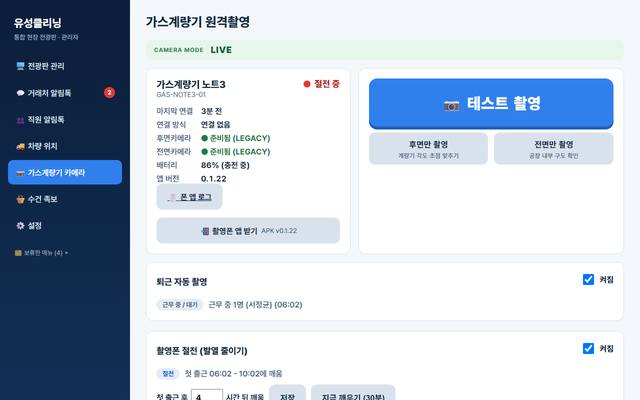 유성클리닝
통합 현장 전광판 · 관리자
전광판 관리
거래처 알림톡 2
직원 알림톡
차량 위치
가스계량기 카메라
수건 족보
설정
보류한 메뉴 (4)
가스계량기 원격촬영
CAMERA MODE LIVE
가스계량기 노트3
GAS-NOTE3-01
절전 중
마지막 연결 3분 전
연결 방식 연결 없음
후면카메라 준비됨 (LEGACY)
전면카메라 준비됨 (LEGACY)
배터리 86% (충전 중)
앱 버전 0.1.22
폰 앱 로그
촬영폰 앱 받기 APK v0.1.22
테스트 촬영
후면만 촬영
계량기 각도·초점 맞추기
전면만 촬영
공장 내부 구도 확인
퇴근 자동 촬영
켜짐
근무 중 / 대기 근무 중 1명 (서정균) (06:02)
촬영폰 절전 (발열 줄이기)
켜짐
절전 첫 출근 06:02 - 10:02에 깨움
첫 출근 후 4 시간 뒤 깨움 저장 지금 깨우기 (30분)